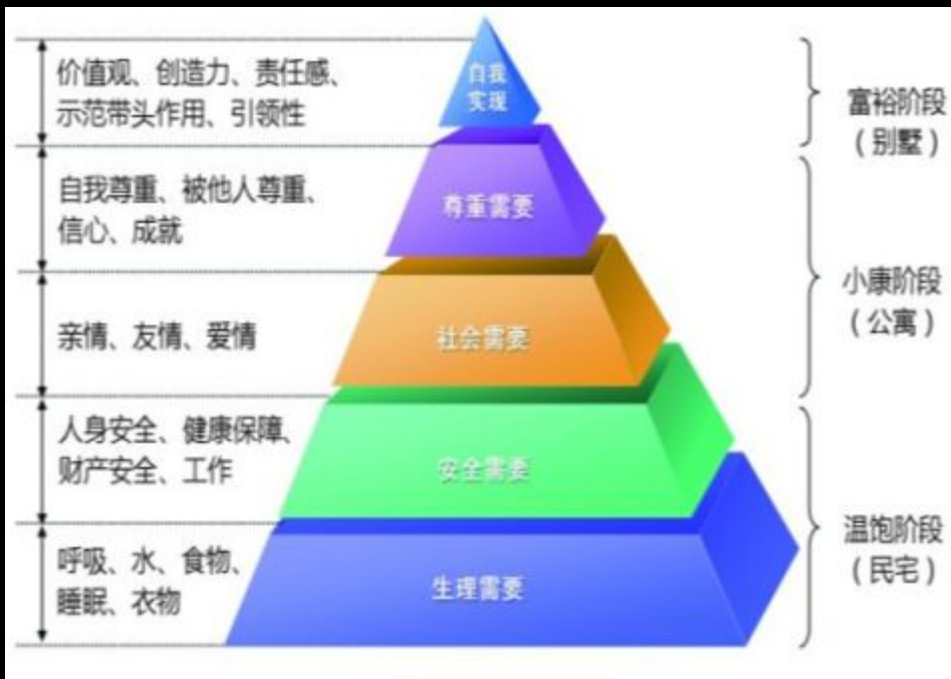 价值观、创造力、责任感、
示范带头作用、引领性
自我
实现
富裕阶段
（别墅）
自我尊重、被他人尊重、
信心、成就
尊重需要
亲情、友情、爱情
社会需要
小康阶段
（公寓）
人身安全、健康保障、
财产安全、工作
安全需要
呼吸、水、食物、
睡眠、衣物
生理需要
温饱阶段
（民宅）